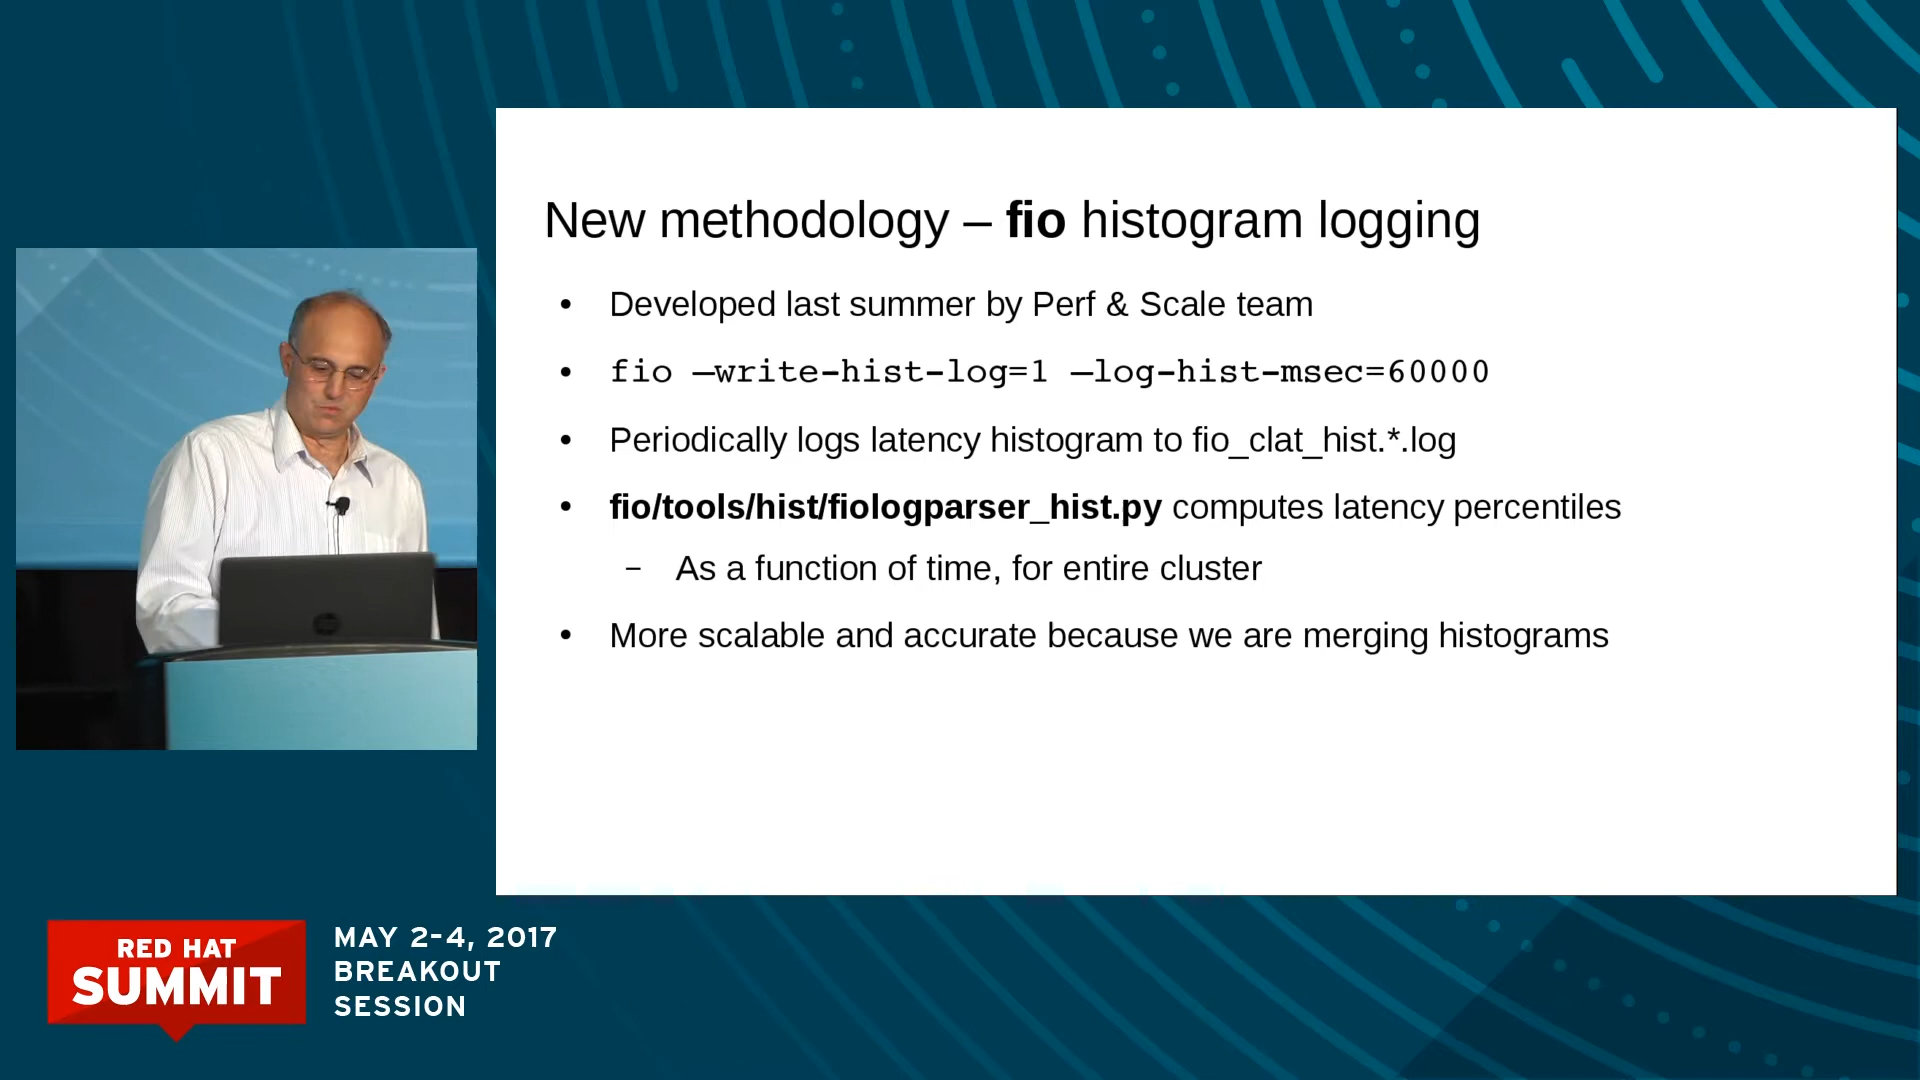 New methodology – fio histogram logging
• Developed last summer by Perf & Scale team
• fio –write-hist-log=1 –log-hist-msec=60000
• Periodically logs latency histogram to fio_clat_hist.*.log
• fio/tools/hist/fiologparser_hist.py computes latency percentiles
– As a function of time, for entire cluster
• More scalable and accurate because we are merging histograms
RED HAT
SUMMIT
MAY 2-4, 2017
BREAKOUT
SESSION